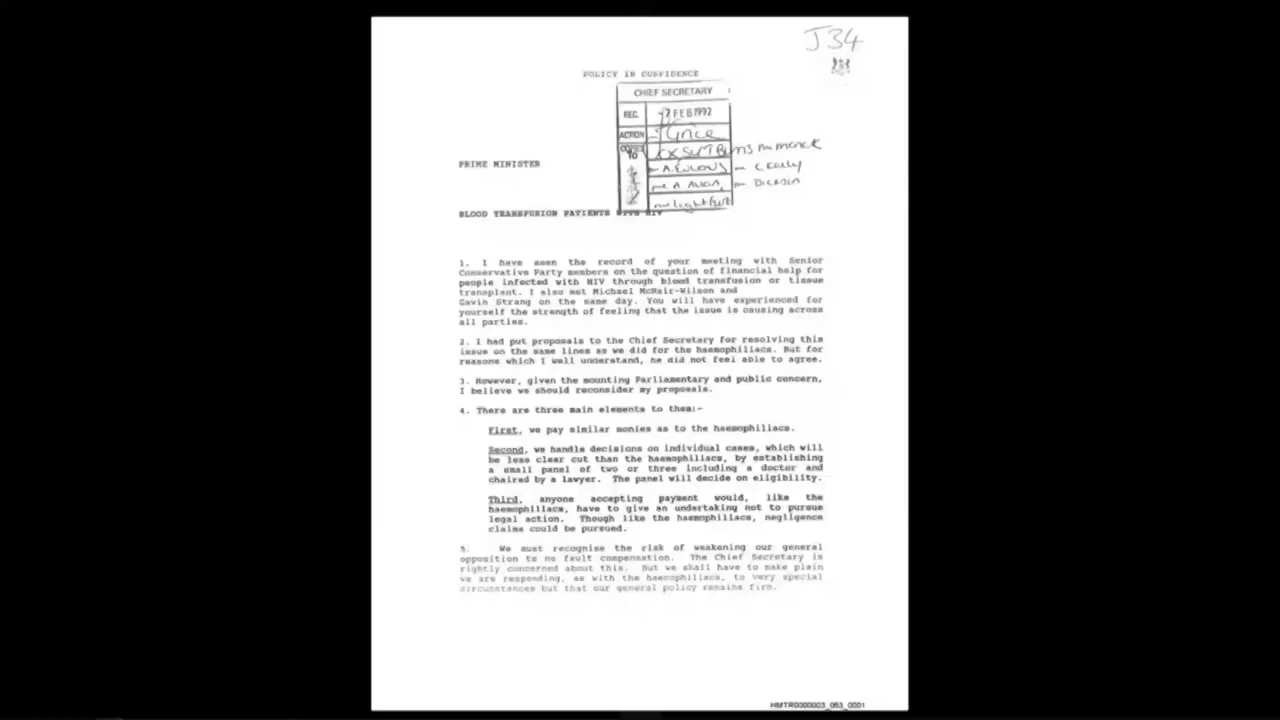 J34
POLICY IN CONFIDENCE
CHIEF SECRETARY
REC. -7 FEB 1992
ACTION
COPIES
TO
PRIME MINISTER
BLOOD TRANSFUSION PATIENTS WITH HIV
1. I have seen the record of your meeting with Senior
Conservative Party members on the question of financial help for
people infected with HIV through blood transfusion or tissue
transplant. I also met Michael McNair-Wilson and
Gavin Strang on the same day. You will have experienced for
yourself the strength of feeling that the issue is causing across
all parties.
2. I had put proposals to the Chief Secretary for resolving this
issue on the same lines as we did for the haemophiliacs. But for
reasons which I well understand, he did not feel able to agree.
3. However, given the mounting Parliamentary and public concern,
I believe we should reconsider my proposals.
4. There are three main elements to them:-
First, we pay similar monies as to the haemophiliacs.
Second, we handle decisions on individual cases, which will
be less clear cut than the haemophiliacs, by establishing
a small panel of two or three including a doctor and
chaired by a lawyer. The panel will decide on eligibility.
Third, anyone accepting payment would, like the
haemophiliacs, have to give an undertaking not to pursue
legal action. Though like the haemophiliacs, negligence
claims could be pursued.
5. We must recognise the risk of weakening our general
opposition to no fault compensation. The Chief Secretary is
rightly concerned about this. But we shall have to make plain
we are responding, as with the haemophiliacs, to very special
circumstances but that our general policy remains firm.
HMTR0000003_063_0001